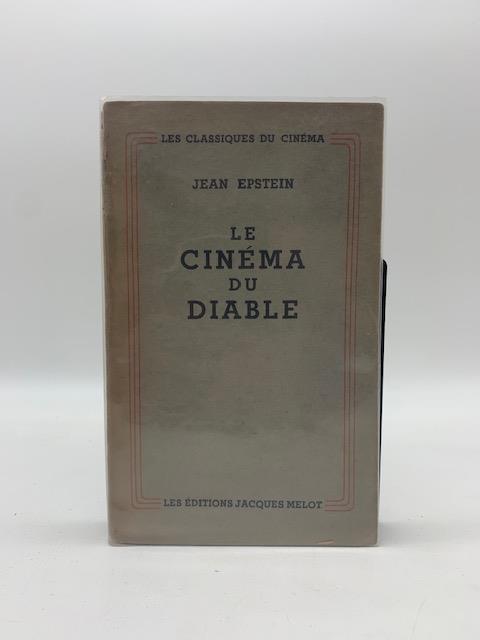 LES CLASSIQUES DU CINÉMA
JEAN EPSTEIN
LE
CINÉMA
DU
DIABLE
LES ÉDITIONS JACQUES MELOT